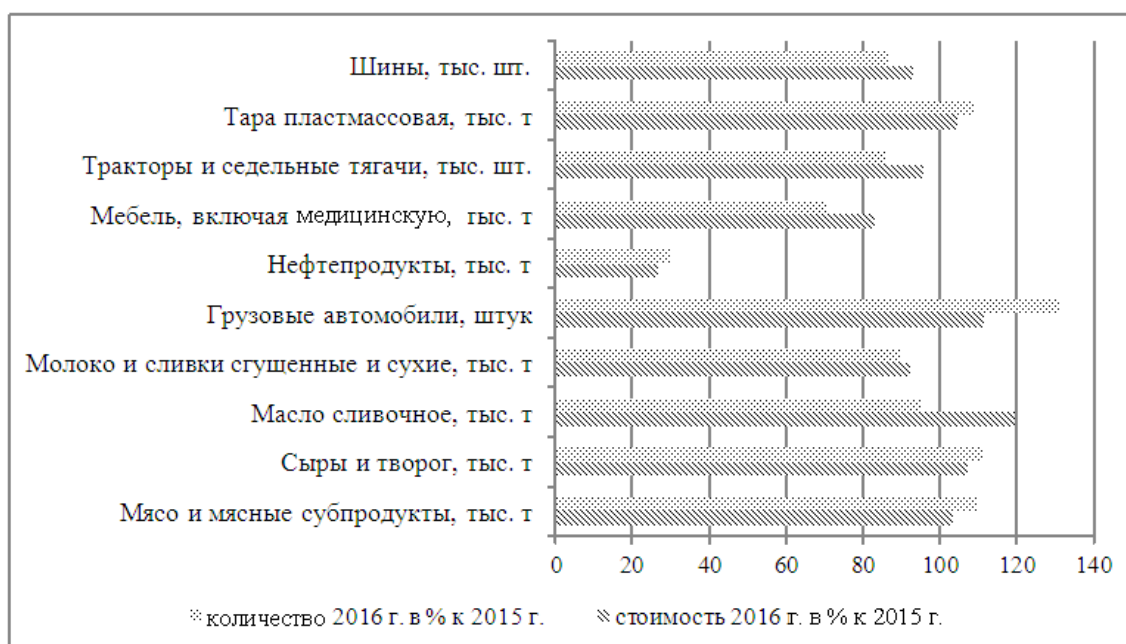 Шины, тыс. шт.
Тара пластмассовая, тыс. т
Тракторы и седельные тягачи, тыс. шт.
Мебель, включая медицинскую, тыс. т
Нефтепродукты, тыс. т
Грузовые автомобили, штук
Молоко и сливки сгущенные и сухие, тыс. т
Масло сливочное, тыс. т
Сыры и творог, тыс. т
Мясо и мясные субпродукты, тыс. т
0 20 40 60 80 100 120 140
количество 2016 г. в % к 2015 г. стоимость 2016 г. в % к 2015 г.